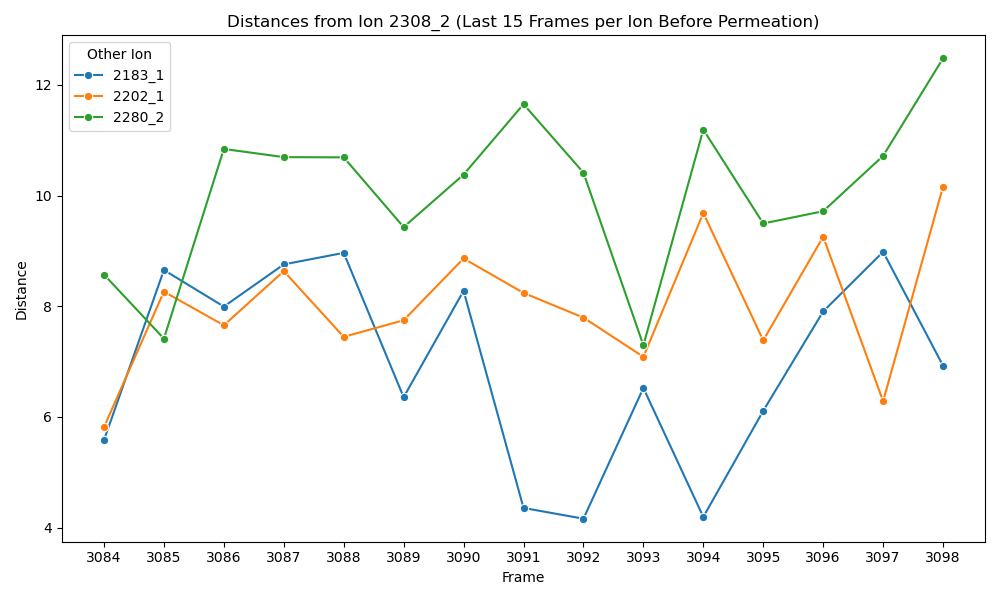 Distances from Ion 2308_2 (Last 15 Frames per Ion Before Permeation)
Other Ion
2183_1
2202_1
2280_2
Distance
12
10
8
6
4
3084 3085 3086 3087 3088 3089 3090 3091 3092 3093 3094 3095 3096 3097 3098
Frame